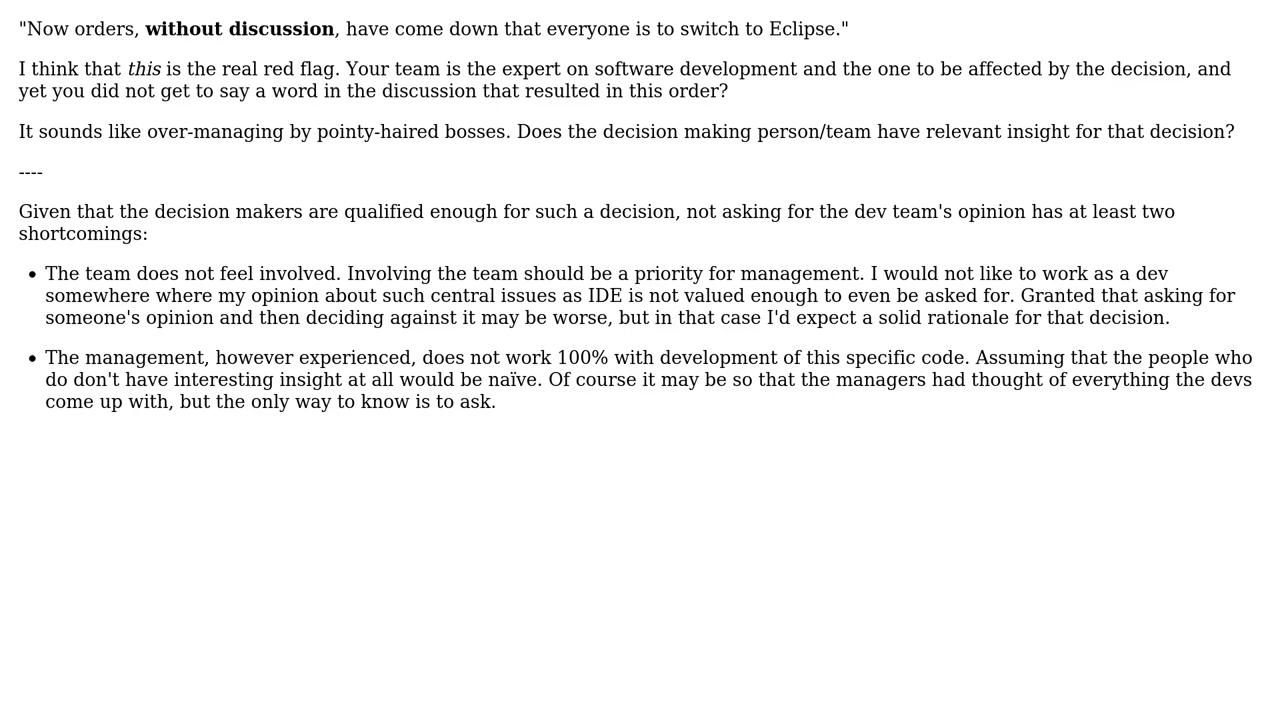 "Now orders, without discussion, have come down that everyone is to switch to Eclipse."
I think that this is the real red flag. Your team is the expert on software development and the one to be affected by the decision, and
yet you did not get to say a word in the discussion that resulted in this order?
It sounds like over-managing by pointy-haired bosses. Does the decision making person/team have relevant insight for that decision?
----
Given that the decision makers are qualified enough for such a decision, not asking for the dev team's opinion has at least two
shortcomings:
• The team does not feel involved. Involving the team should be a priority for management. I would not like to work as a dev
somewhere where my opinion about such central issues as IDE is not valued enough to even be asked for. Granted that asking for
someone's opinion and then deciding against it may be worse, but in that case I'd expect a solid rationale for that decision.
• The management, however experienced, does not work 100% with development of this specific code. Assuming that the people who
do don't have interesting insight at all would be naïve. Of course it may be so that the managers had thought of everything the devs
come up with, but the only way to know is to ask.